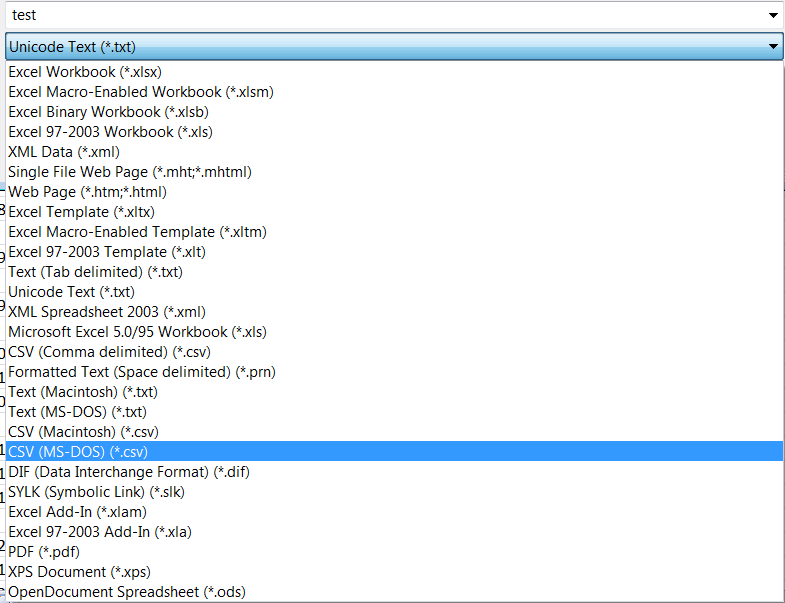 test
Unicode Text (*.txt)
Excel Workbook (*.xlsx)
Excel Macro-Enabled Workbook (*.xlsm)
Excel Binary Workbook (*.xlsb)
Excel 97-2003 Workbook (*.xls)
XML Data (*.xml)
Single File Web Page (*.mht;*.mhtml)
Web Page (*.htm;*.html)
Excel Template (*.xltx)
Excel Macro-Enabled Template (*.xltm)
Excel 97-2003 Template (*.xlt)
Text (Tab delimited) (*.txt)
Unicode Text (*.txt)
XML Spreadsheet 2003 (*.xml)
Microsoft Excel 5.0/95 Workbook (*.xls)
CSV (Comma delimited) (*.csv)
Formatted Text (Space delimited) (*.prn)
Text (Macintosh) (*.txt)
Text (MS-DOS) (*.txt)
CSV (Macintosh) (*.csv)
CSV (MS-DOS) (*.csv)
DIF (Data Interchange Format) (*.dif)
SYLK (Symbolic Link) (*.slk)
Excel Add-In (*.xlam)
Excel 97-2003 Add-In (*.xla)
PDF (*.pdf)
XPS Document (*.xps)
OpenDocument Spreadsheet (*.ods)